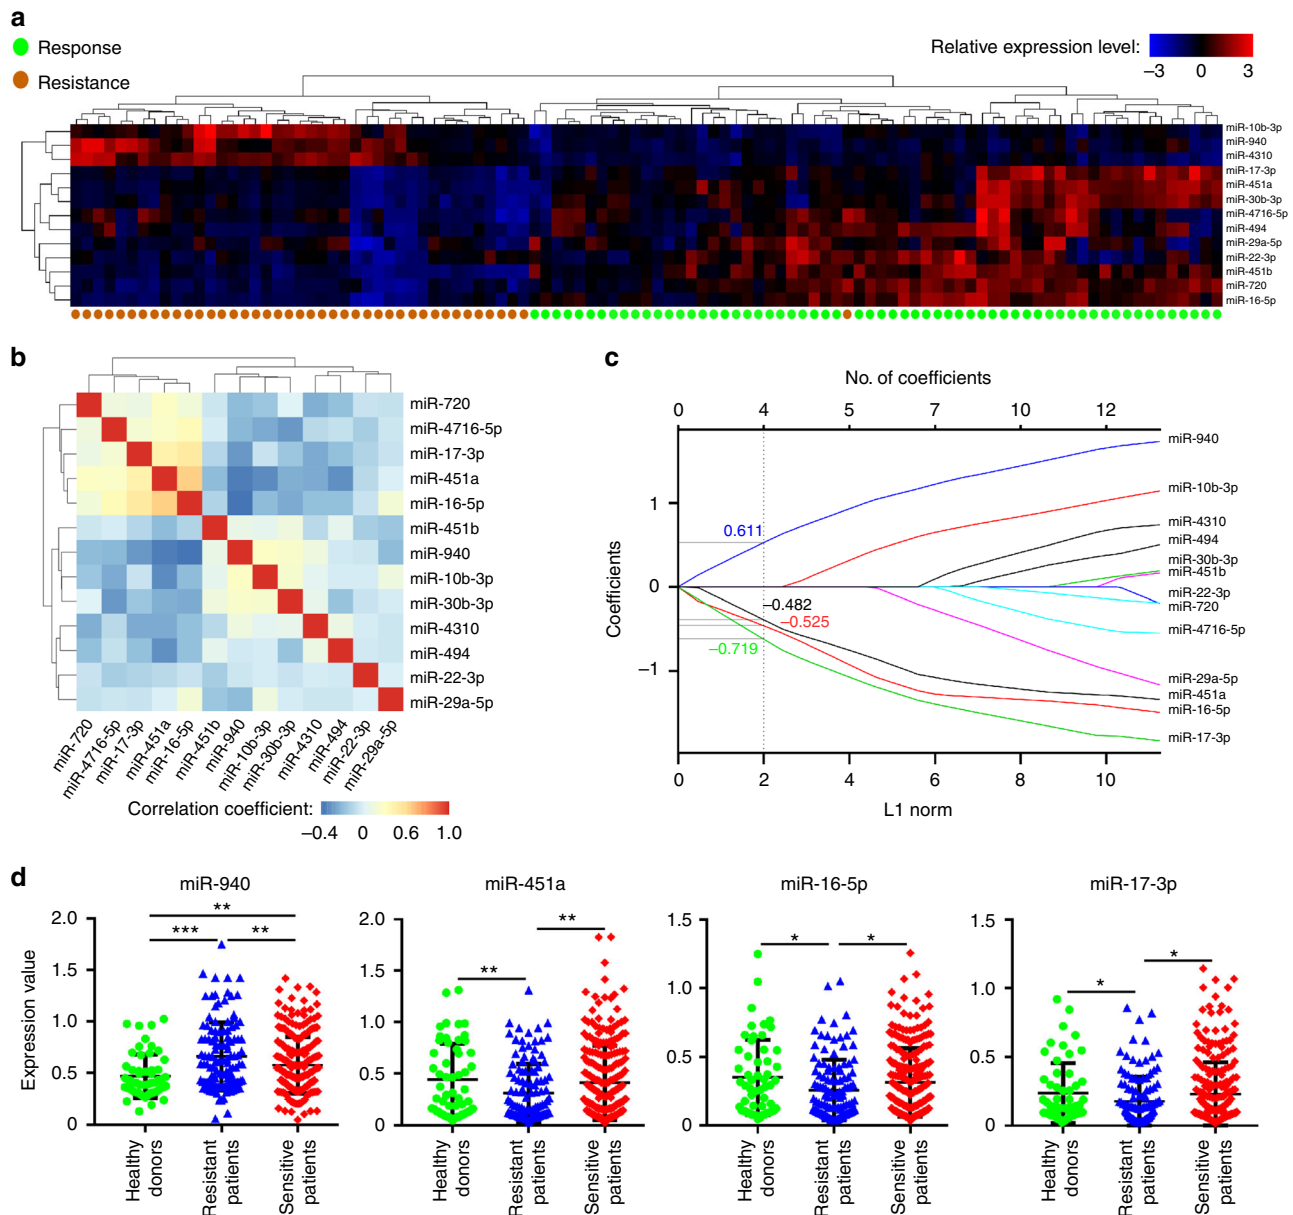 a
Response
Resistance
Relative expression level:
−3 0 3
miR-10b-3p
miR-940
miR-4310
miR-17-3p
miR-451a
miR-30b-3p
miR-4716-5p
miR-494
miR-29a-5p
miR-22-3p
miR-451b
miR-720
miR-16-5p
b
miR-720
miR-4716-5p
miR-17-3p
miR-451a
miR-16-5p
miR-451b
miR-940
miR-10b-3p
miR-30b-3p
miR-4310
miR-494
miR-22-3p
miR-29a-5p
miR-720
miR-4716-5p
miR-17-3p
miR-451a
miR-16-5p
miR-451b
miR-940
miR-10b-3p
miR-30b-3p
miR-4310
miR-494
miR-22-3p
miR-29a-5p
Correlation coefficient:
−0.4 0 0.6 1.0
c
No. of coefficients
0 4 5 7 10 12
Coefficients
1
0
−1
0.611
−0.482
−0.525
−0.719
miR-940
miR-10b-3p
miR-4310
miR-494
miR-30b-3p
miR-451b
miR-22-3p
miR-720
miR-4716-5p
miR-29a-5p
miR-451a
miR-16-5p
miR-17-3p
0 2 4 6 8 10
L1 norm
d
miR-940
Expression value
2.0
1.5
1.0
0.5
0
**
*** **
Healthy donors
Resistant patients
Sensitive patients
miR-451a
2.0
1.5
1.0
0.5
0
**
**
Healthy donors
Resistant patients
Sensitive patients
miR-16-5p
1.5
1.0
0.5
0
* *
Healthy donors
Resistant patients
Sensitive patients
miR-17-3p
1.5
1.0
0.5
0
*
*
Healthy donors
Resistant patients
Sensitive patients